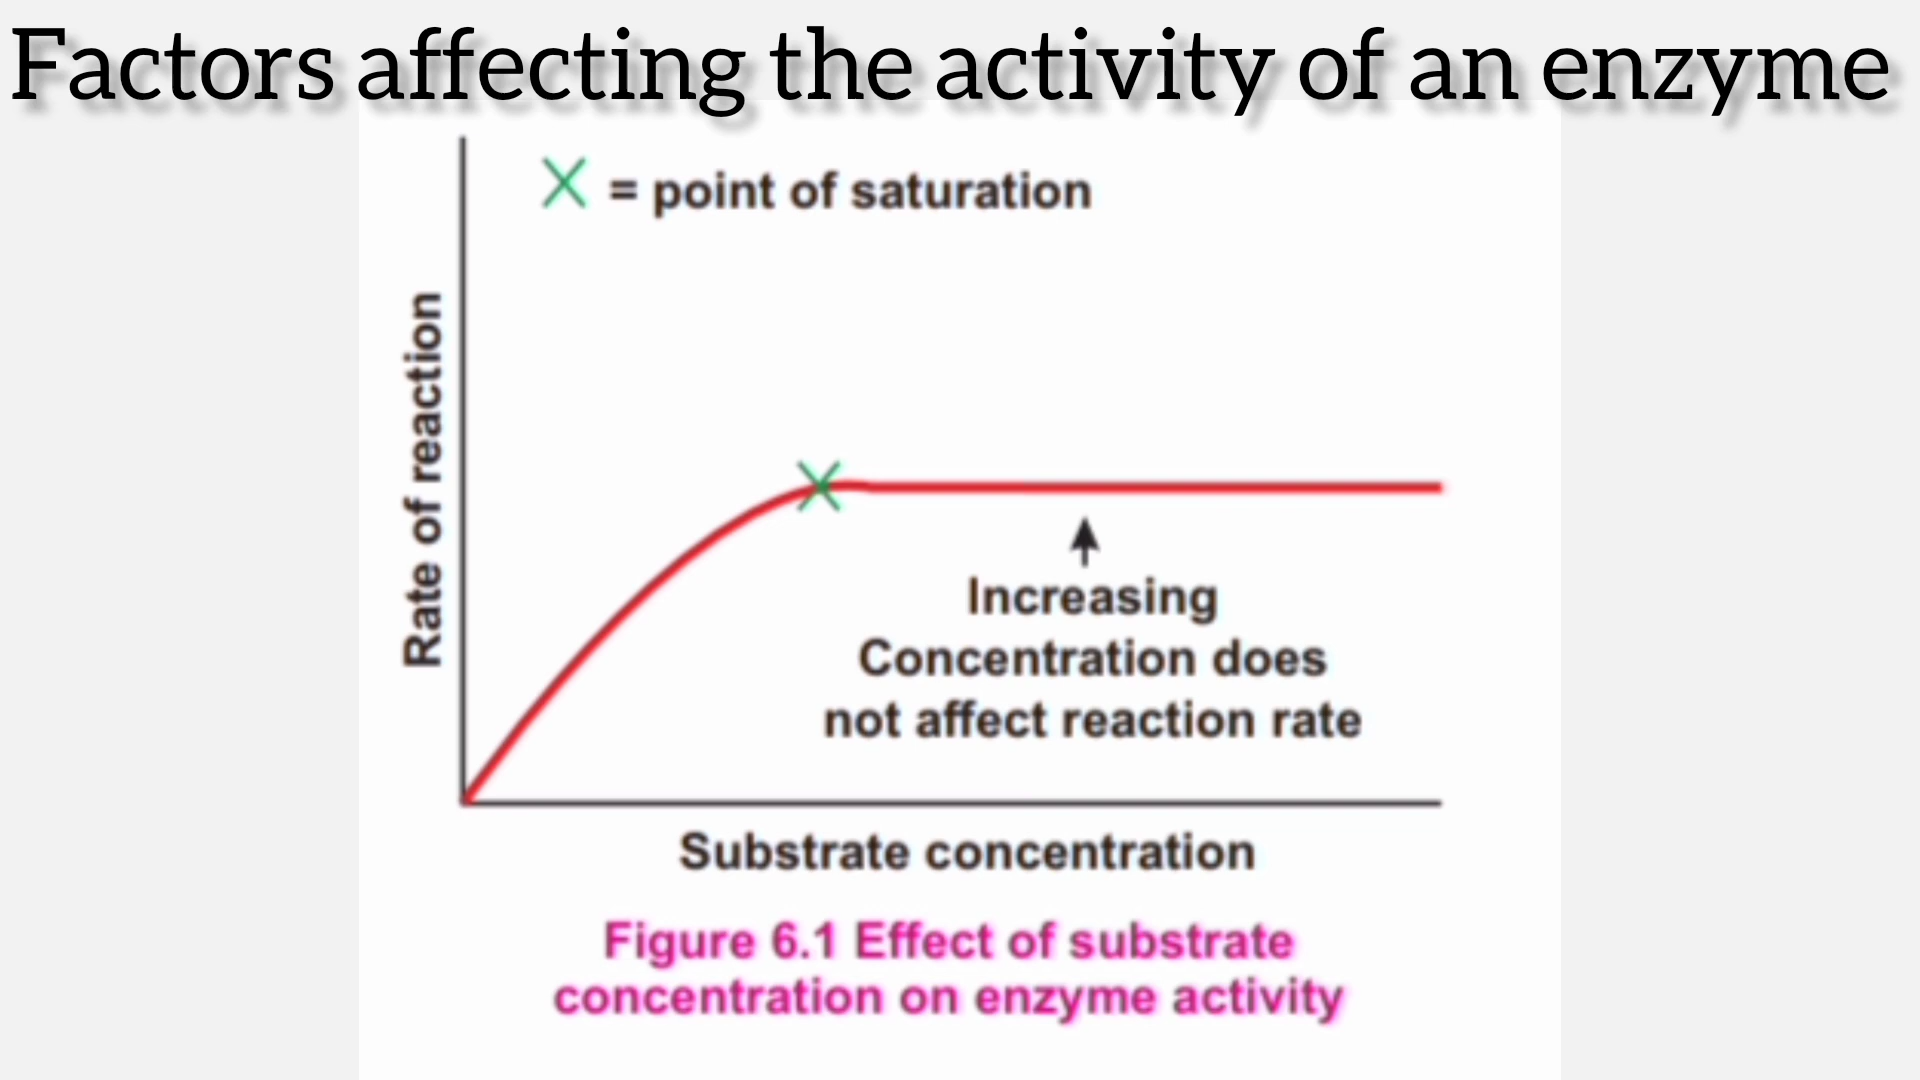 Factors affecting the activity of an enzyme
X = point of saturation
Rate of reaction
Increasing
Concentration does
not affect reaction rate
Substrate concentration
Figure 6.1 Effect of substrate
concentration on enzyme activity